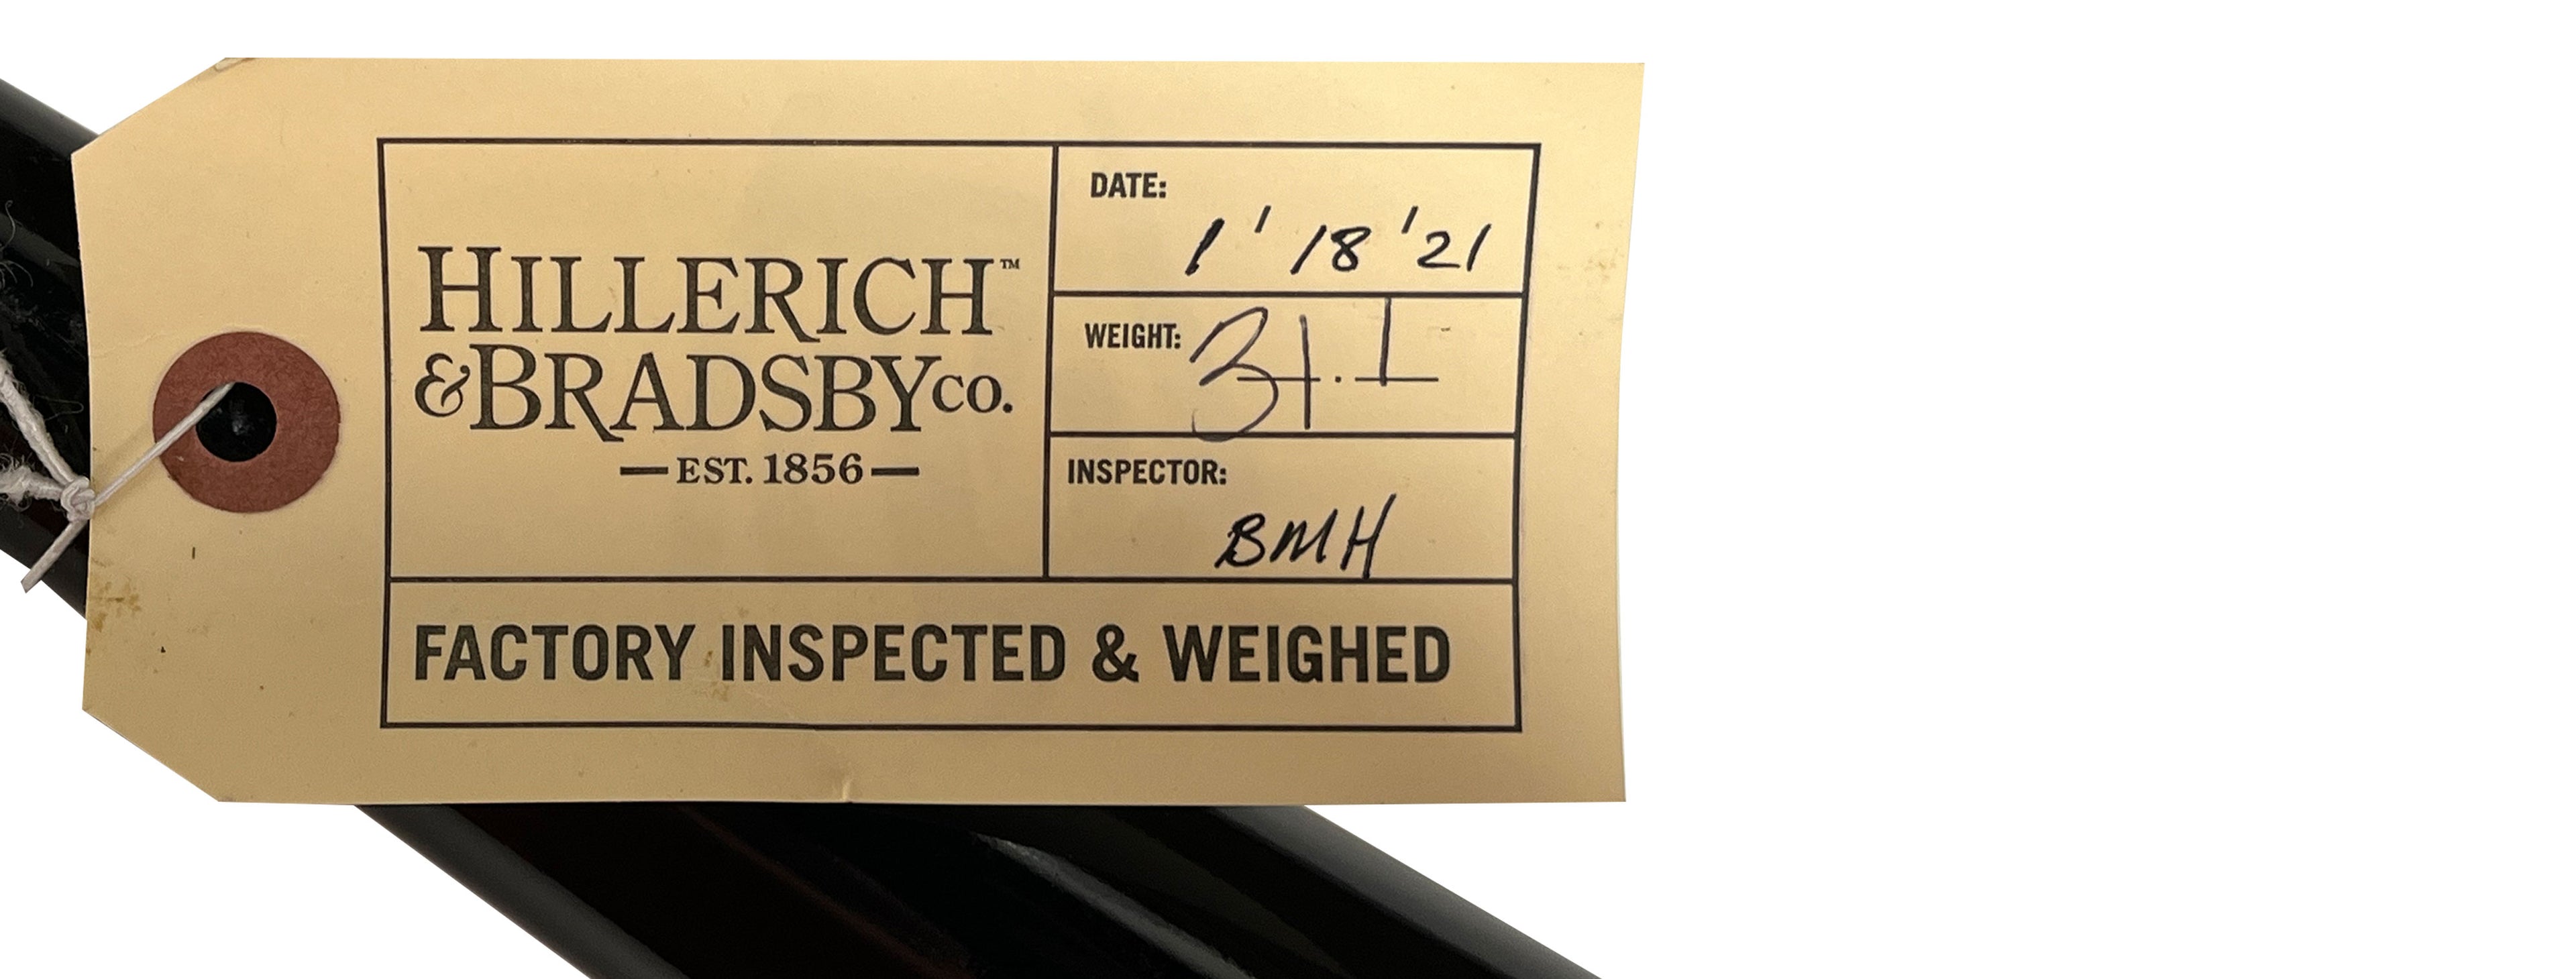 HILLERICH™
& BRADSBY CO.
— EST. 1856 —
DATE:
1 ' 18 ' 21
WEIGHT: 31.1
INSPECTOR:
BMH
FACTORY INSPECTED & WEIGHED